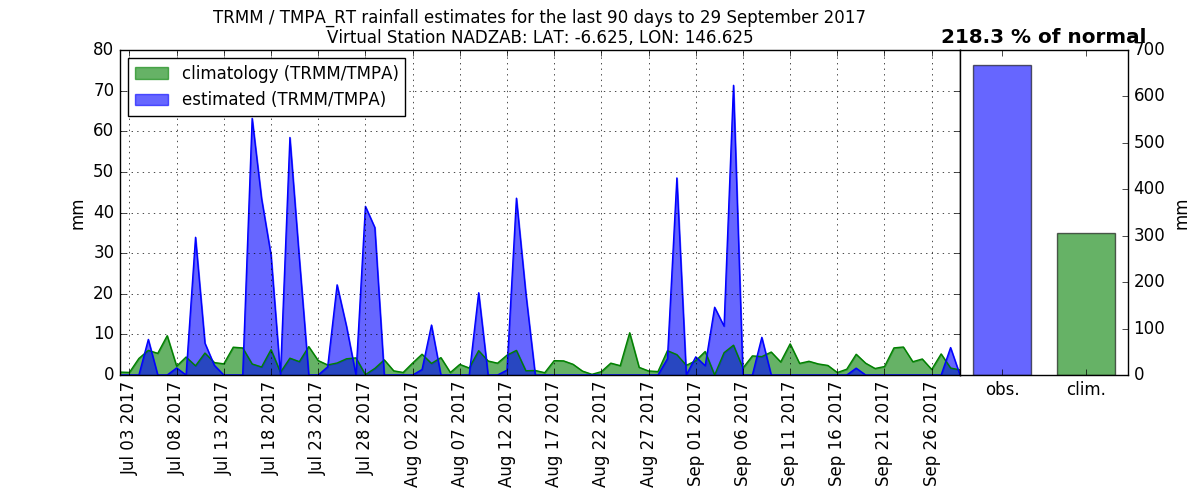 TRMM / TMPA_RT rainfall estimates for the last 90 days to 29 September 2017
Virtual Station NADZAB: LAT: -6.625, LON: 146.625
218.3 % of normal
climatology (TRMM/TMPA)
estimated (TRMM/TMPA)
mm
80
70
60
50
40
30
20
10
0
Jul 03 2017
Jul 08 2017
Jul 13 2017
Jul 18 2017
Jul 23 2017
Jul 28 2017
Aug 02 2017
Aug 07 2017
Aug 12 2017
Aug 17 2017
Aug 22 2017
Aug 27 2017
Sep 01 2017
Sep 06 2017
Sep 11 2017
Sep 16 2017
Sep 21 2017
Sep 26 2017
700
600
500
400
300
200
100
0
mm
obs.
clim.